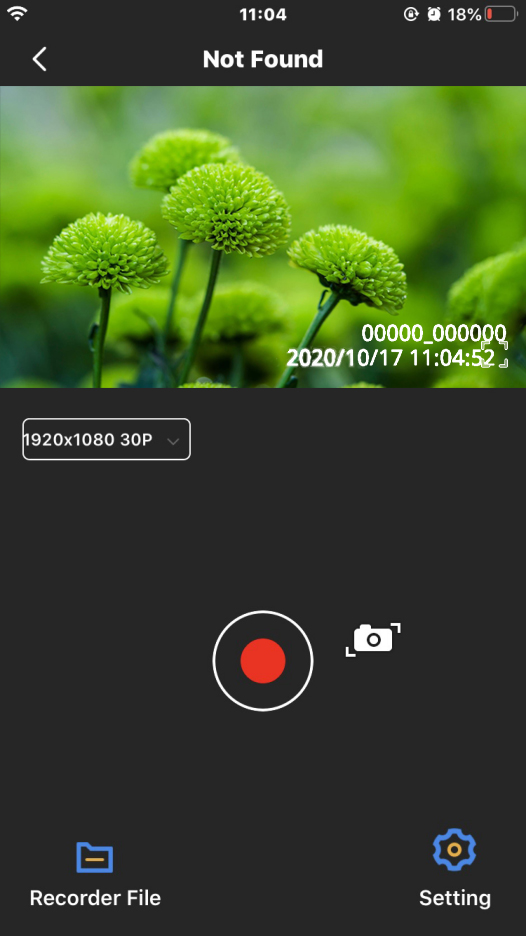 11:04
18%
Not Found
00000_000000
2020/10/17 11:04:52
1920x1080 30P
Recorder File
Setting